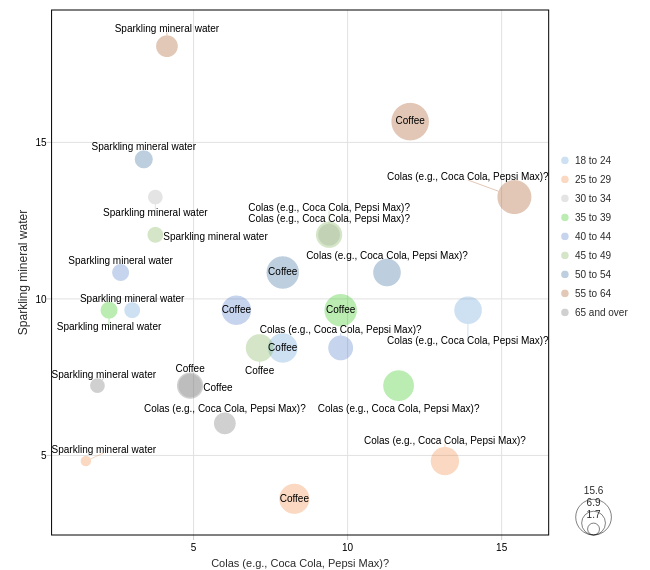 Sparkling mineral water
Coffee
Sparkling mineral water
Colas (e.g., Coca Cola, Pepsi Max)?
Sparkling mineral water
Colas (e.g., Coca Cola, Pepsi Max)?
Colas (e.g., Coca Cola, Pepsi Max)?
Sparkling mineral water
Colas (e.g., Coca Cola, Pepsi Max)?
Sparkling mineral water
Coffee
Sparkling mineral water
Coffee
Coffee
Sparkling mineral water
Colas (e.g., Coca Cola, Pepsi Max)?
Colas (e.g., Coca Cola, Pepsi Max)?
Coffee
Coffee
Coffee
Sparkling mineral water
Coffee
Colas (e.g., Coca Cola, Pepsi Max)?
Colas (e.g., Coca Cola, Pepsi Max)?
Colas (e.g., Coca Cola, Pepsi Max)?
Sparkling mineral water
Coffee
15
10
5
Sparkling mineral water
5
10
15
Colas (e.g., Coca Cola, Pepsi Max)?
18 to 24
25 to 29
30 to 34
35 to 39
40 to 44
45 to 49
50 to 54
55 to 64
65 and over
15.6
6.9
1.7